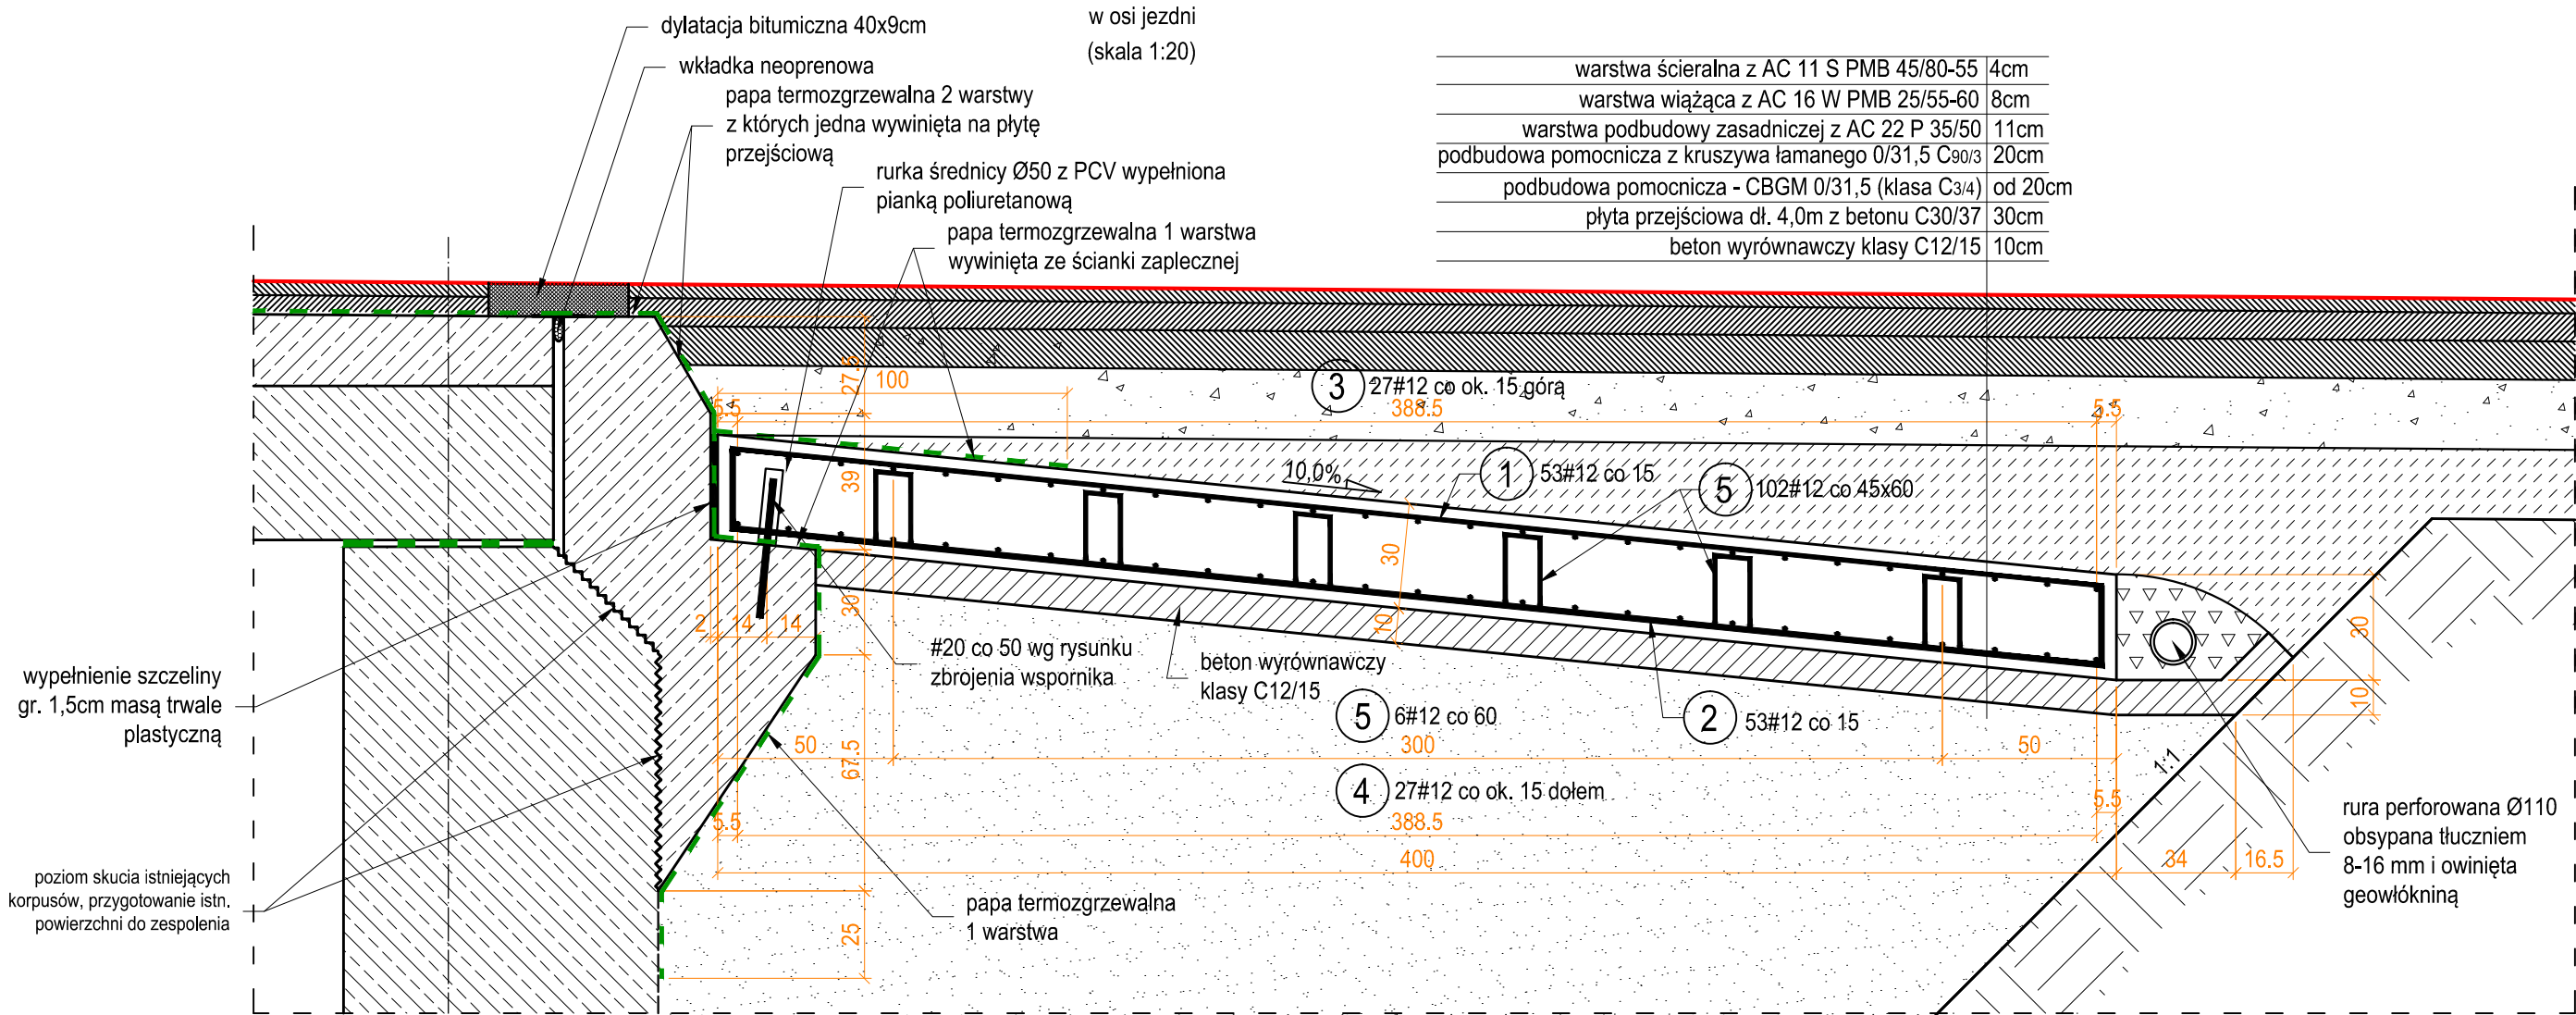 w osi jezdni
(skala 1:20)
dylatacja bitumiczna 40x9cm
wkładka neoprenowa
papa termozgrzewalna 2 warstwy
z których jedna wywinięta na płytę
przejściową
rurka średnicy Ø50 z PCV wypełniona
pianką poliuretanową
papa termozgrzewalna 1 warstwa
wywinięta ze ścianki zaplecznej
warstwa ścieralna z AC 11 S PMB 45/80-55 4cm
warstwa wiążąca z AC 16 W PMB 25/55-60 8cm
warstwa podbudowy zasadniczej z AC 22 P 35/50 11cm
podbudowa pomocnicza z kruszywa łamanego 0/31,5 C90/3 20cm
podbudowa pomocnicza - CBGM 0/31,5 (klasa C3/4) od 20cm
płyta przejściowa dł. 4,0m z betonu C30/37 30cm
beton wyrównawczy klasy C12/15 10cm
27.5
100
3 27#12 co ok. 15 górą
5.5
388.5
5.5
39
10,0%
1 53#12 co 15
5 102#12 co 45x60
30
10
30
2 14 14
30
10
#20 co 50 wg rysunku
zbrojenia wspornika
beton wyrównawczy
klasy C12/15
wypełnienie szczeliny
gr. 1,5cm masą trwale
plastyczną
5 6#12 co 60
2 53#12 co 15
50
300
50
67.5
1:1
4 27#12 co ok. 15 dołem
5.5
388.5
5.5
400
34
16.5
rura perforowana Ø110
obsypana tłuczniem
8-16 mm i owinięta
geowłókniną
poziom skucia istniejących
korpusów, przygotowanie istn.
powierzchni do zespolenia
papa termozgrzewalna
1 warstwa
25